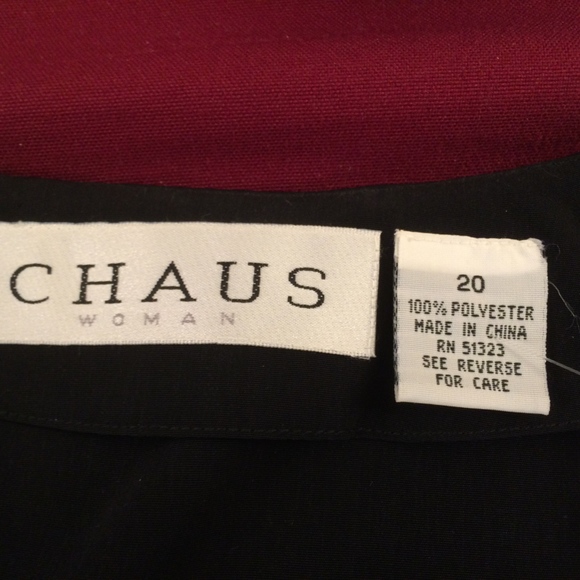 CHAUS
WOMAN
20
100% POLYESTER
MADE IN CHINA
RN 51323
SEE REVERSE
FOR CARE